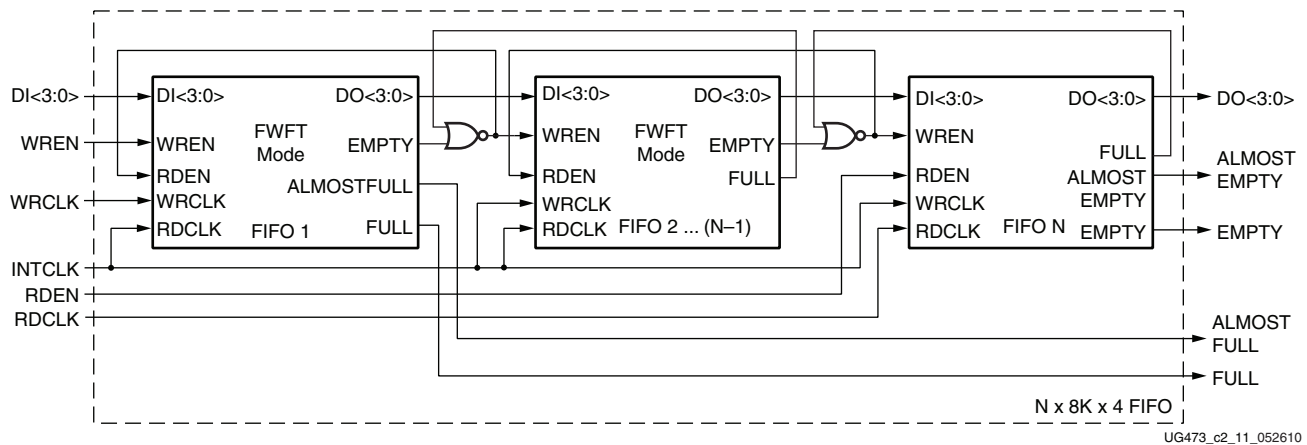 DI<3:0>
WREN
WRCLK
INTCLK
RDEN
RDCLK
DI<3:0>
DO<3:0>
FWFT
Mode
WREN
EMPTY
RDEN
ALMOSTFULL
WRCLK
FULL
RDCLK
FIFO 1
DI<3:0>
DO<3:0>
FWFT
Mode
WREN
EMPTY
RDEN
FULL
WRCLK
RDCLK
FIFO 2 ... (N–1)
DI<3:0>
DO<3:0>
WREN
FULL
RDEN
ALMOST
EMPTY
WRCLK
RDCLK
FIFO N
EMPTY
DO<3:0>
ALMOST
EMPTY
EMPTY
ALMOST
FULL
FULL
N x 8K x 4 FIFO
UG473_c2_11_052610